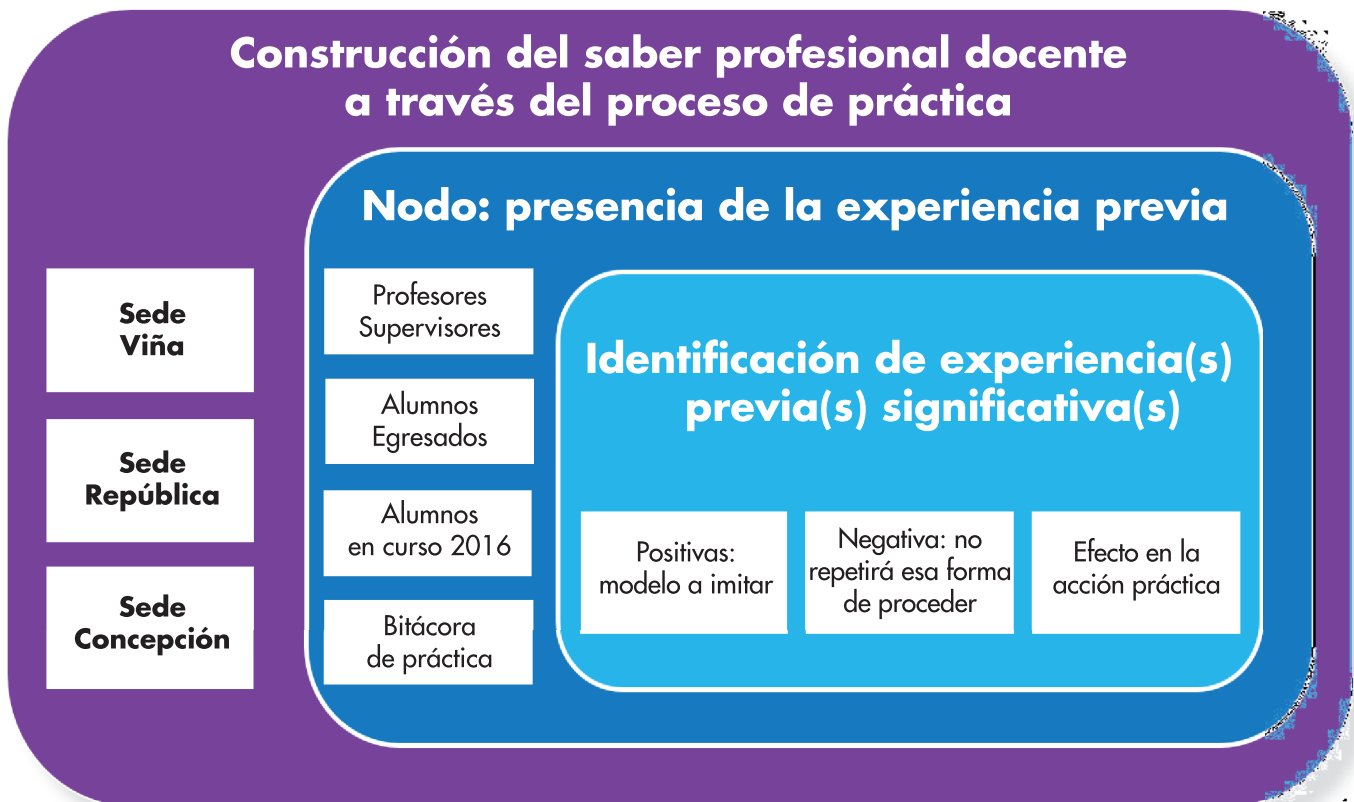 Construcción del saber profesional docente
a través del proceso de práctica
Nodo: presencia de la experiencia previa
Sede
Viña
Sede
República
Sede
Concepción
Profesores
Supervisores
Alumnos
Egresados
Alumnos
en curso 2016
Bitácora
de práctica
Identificación de experiencia(s)
previa(s) significativa(s)
Positivas:
modelo a imitar
Negativa: no
repetirá esa forma
de proceder
Efecto en la
acción práctica